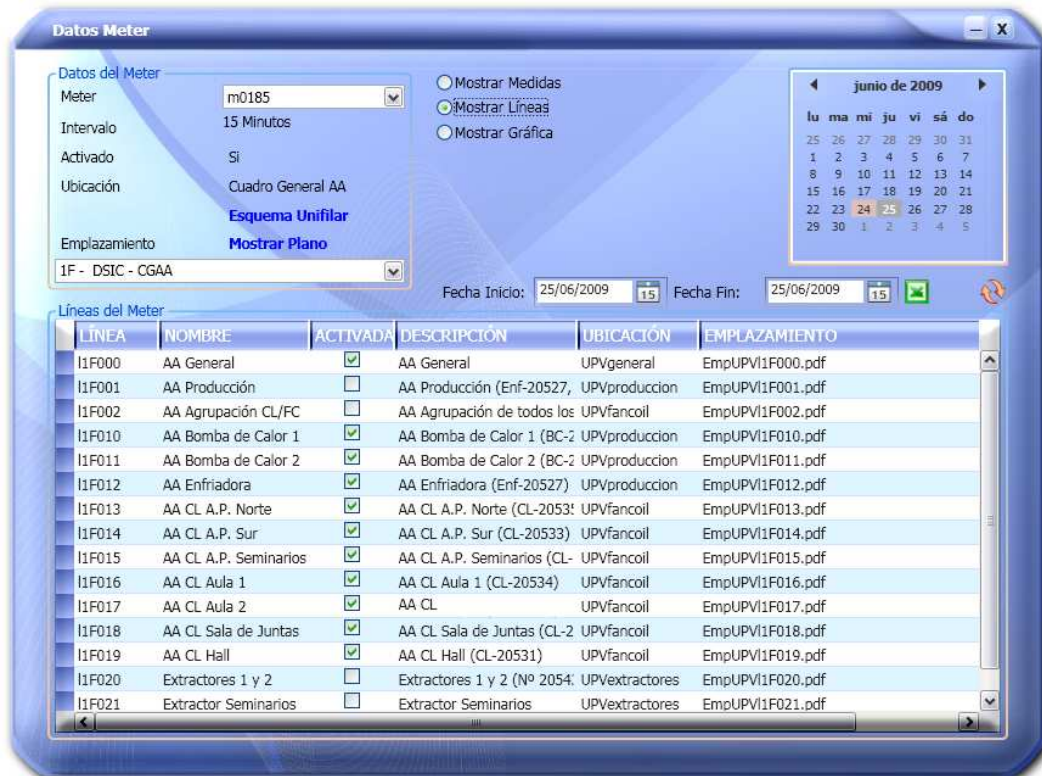 Datos Meter
Datos del Meter
Meter m0185
Intervalo 15 Minutos
Activado Si
Ubicación Cuadro General AA
Esquema Unifilar
Emplazamiento Mostrar Plano
1F - DSIC - CGAA
Mostrar Medidas
Mostrar Líneas
Mostrar Gráfica
junio de 2009
lu ma mi ju vi sá do
25 26 27 28 29 30 31
1 2 3 4 5 6 7
8 9 10 11 12 13 14
15 16 17 18 19 20 21
22 23 24 25 26 27 28
29 30 1 2 3 4 5
Fecha Inicio: 25/06/2009 15 Fecha Fin: 25/06/2009 15
Líneas del Meter
LÍNEA NOMBRE ACTIVADA DESCRIPCIÓN UBICACIÓN EMPLAZAMIENTO
l1F000 AA General AA General UPVgeneral EmpUPVl1F000.pdf
l1F001 AA Producción AA Producción (Enf-20527, UPVproduccion EmpUPVl1F001.pdf
l1F002 AA Agrupación CL/FC AA Agrupación de todos los UPVfancoil EmpUPVl1F002.pdf
l1F010 AA Bomba de Calor 1 AA Bomba de Calor 1 (BC-2 UPVproduccion EmpUPVl1F010.pdf
l1F011 AA Bomba de Calor 2 AA Bomba de Calor 2 (BC-2 UPVproduccion EmpUPVl1F011.pdf
l1F012 AA Enfriadora AA Enfriadora (Enf-20527) UPVproduccion EmpUPVl1F012.pdf
l1F013 AA CL A.P. Norte AA CL A.P. Norte (CL-2053 UPVfancoil EmpUPVl1F013.pdf
l1F014 AA CL A.P. Sur AA CL A.P. Sur (CL-20533) UPVfancoil EmpUPVl1F014.pdf
l1F015 AA CL A.P. Seminarios AA CL A.P. Seminarios (CL- UPVfancoil EmpUPVl1F015.pdf
l1F016 AA CL Aula 1 AA CL Aula 1 (CL-20534) UPVfancoil EmpUPVl1F016.pdf
l1F017 AA CL Aula 2 AA CL UPVfancoil EmpUPVl1F017.pdf
l1F018 AA CL Sala de Juntas AA CL Sala de Juntas (CL-2 UPVfancoil EmpUPVl1F018.pdf
l1F019 AA CL Hall AA CL Hall (CL-20531) UPVfancoil EmpUPVl1F019.pdf
l1F020 Extractores 1 y 2 Extractores 1 y 2 (Nº 2054 UPVextractores EmpUPVl1F020.pdf
l1F021 Extractor Seminarios Extractor Seminarios UPVextractores EmpUPVl1F021.pdf